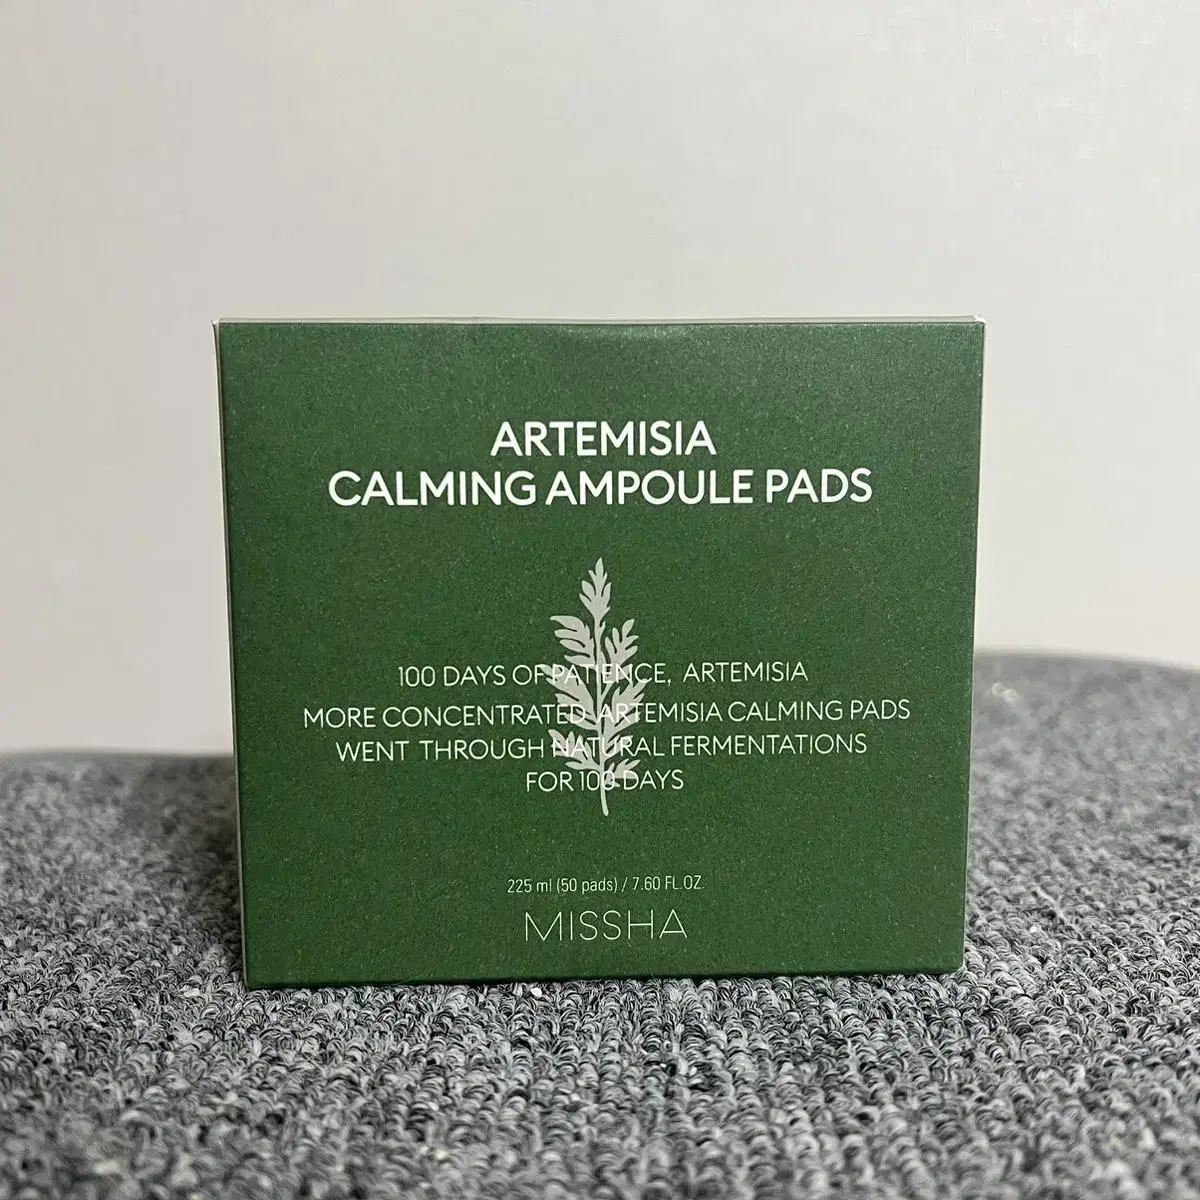 ARTEMISIA
CALMING AMPOULE PADS
100 DAYS OF PATIENCE, ARTEMISIA
MORE CONCENTRATED ARTEMISIA CALMING PADS
WENT THROUGH NATURAL FERMENTATIONS
FOR 100 DAYS
225 ml (50 pads) / 7.60 FL.OZ.
MISSHA